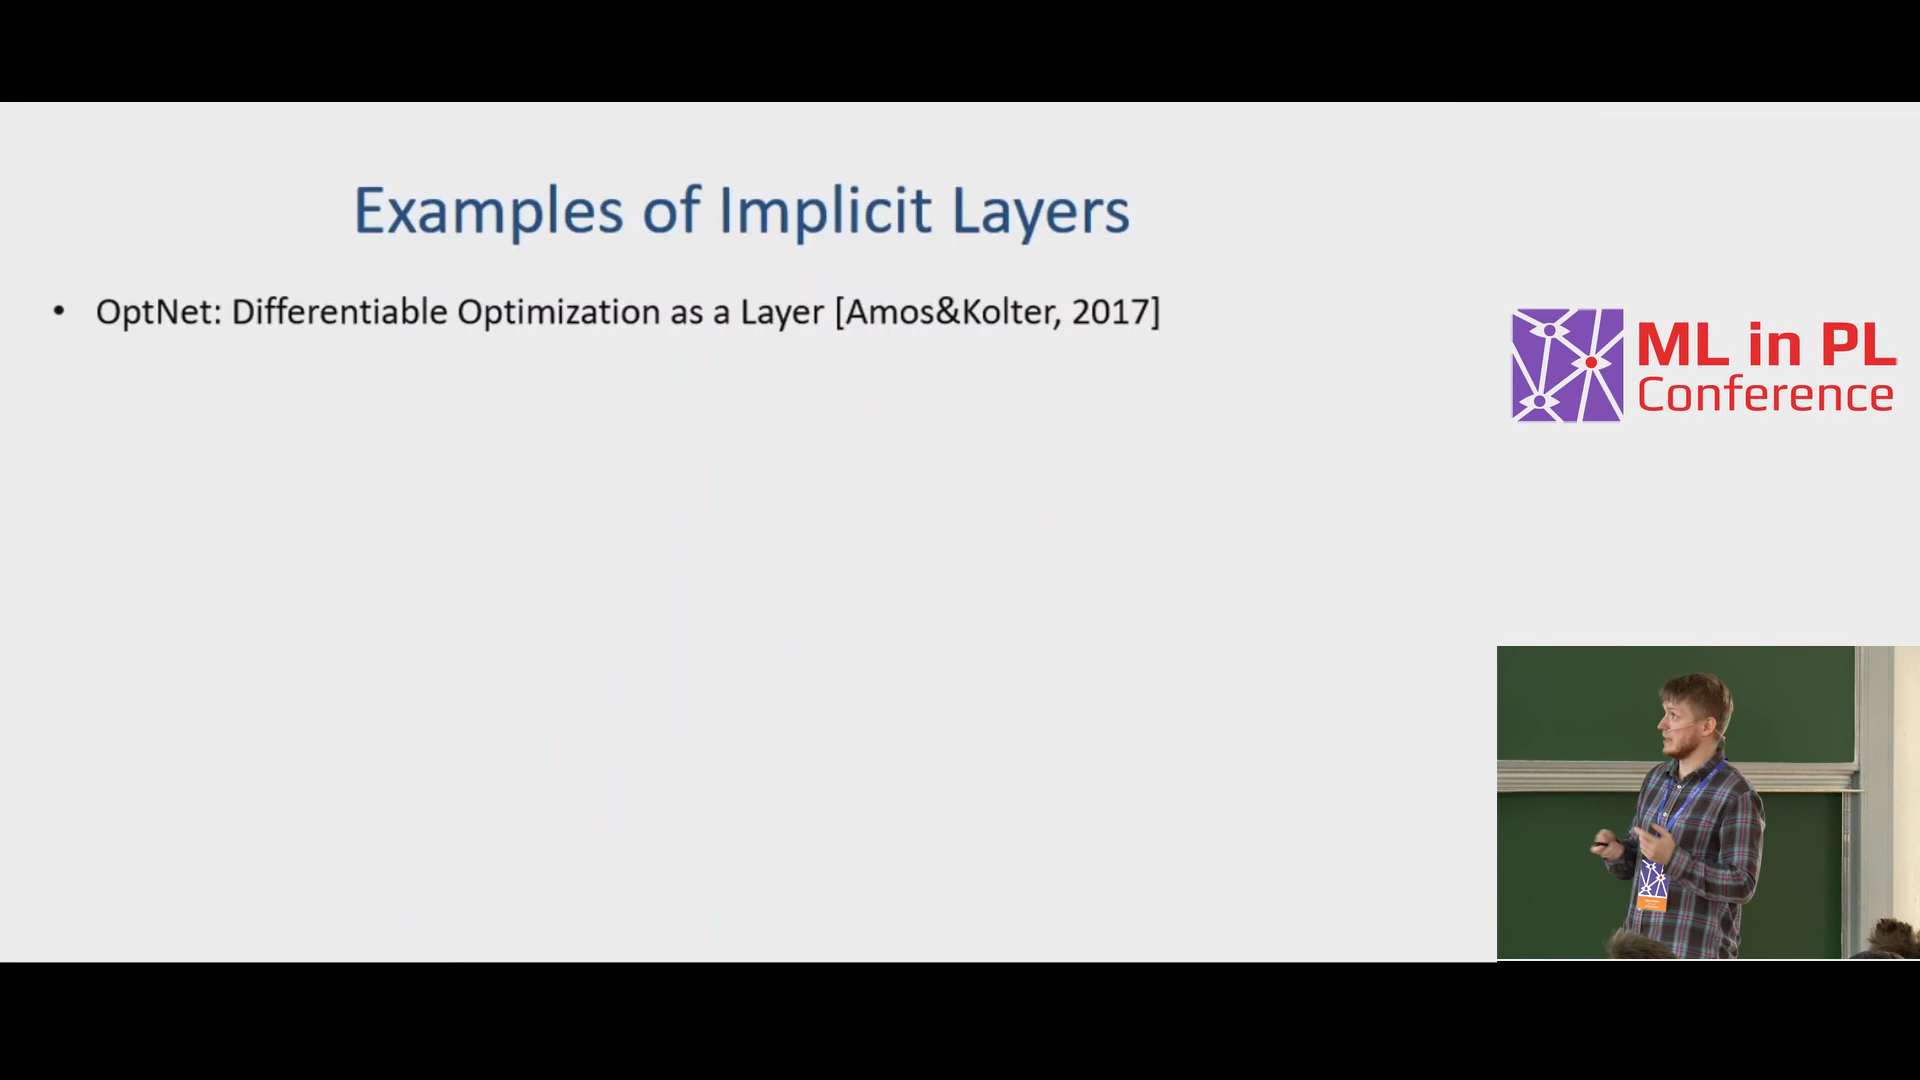 Examples of Implicit Layers
• OptNet: Differentiable Optimization as a Layer [Amos&Kolter, 2017]
ML in PL
Conference